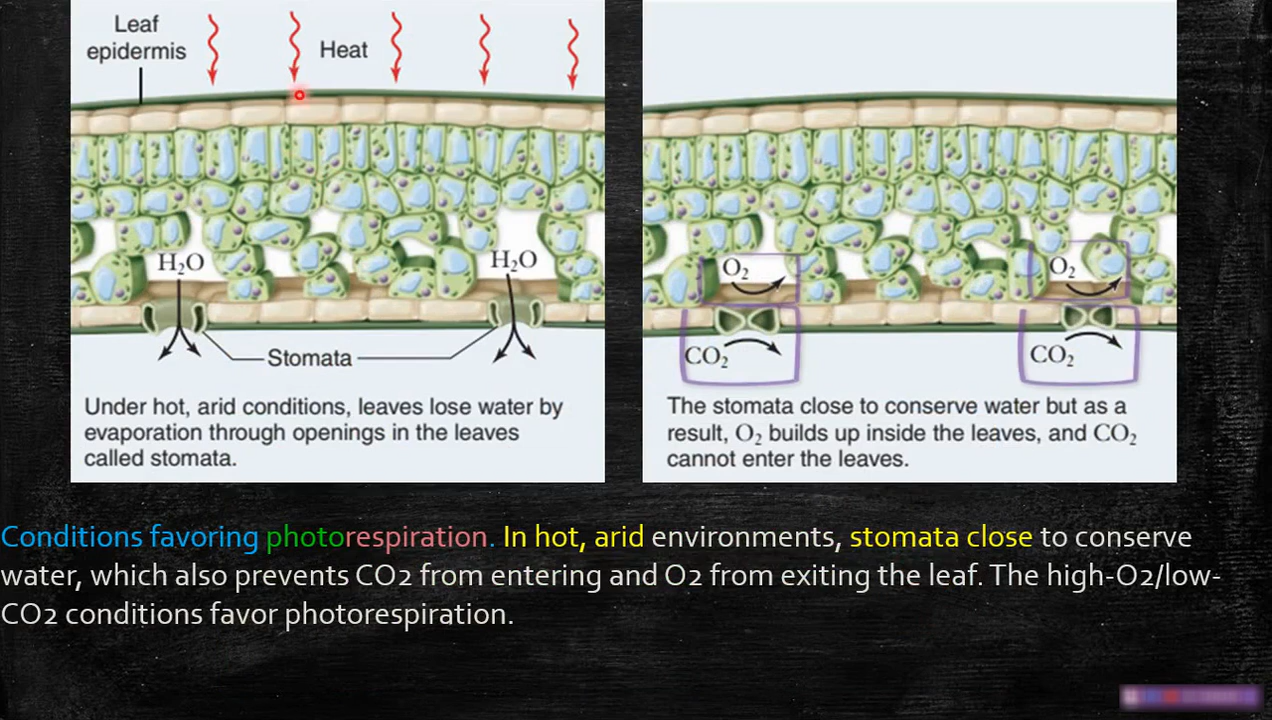 Leaf
epidermis
Heat
H₂O
H₂O
Stomata
Under hot, arid conditions, leaves lose water by
evaporation through openings in the leaves
called stomata.
O₂
O₂
CO₂
CO₂
The stomata close to conserve water but as a
result, O₂ builds up inside the leaves, and CO₂
cannot enter the leaves.
Conditions favoring photorespiration. In hot, arid environments, stomata close to conserve
water, which also prevents CO2 from entering and O2 from exiting the leaf. The high-O2/low-
CO2 conditions favor photorespiration.